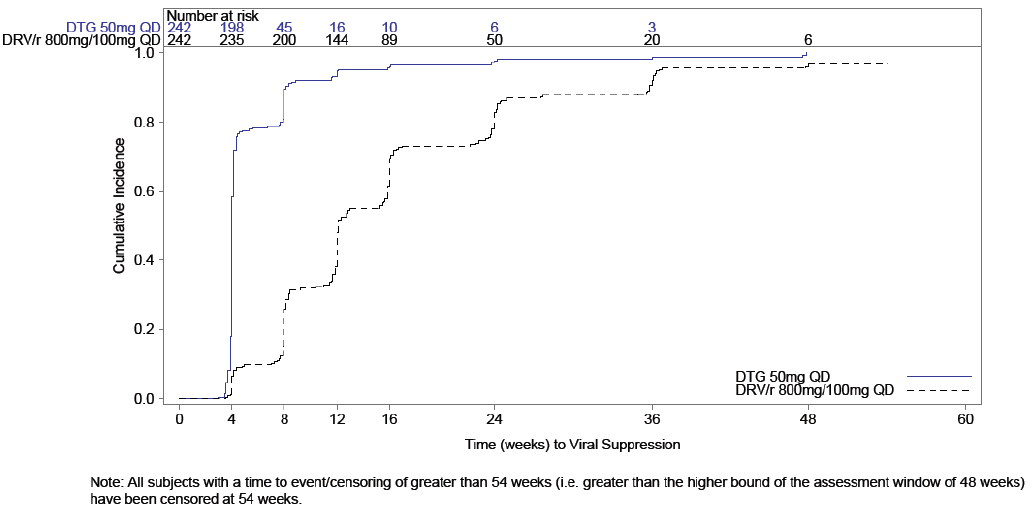 Number at risk
DTG 50mg QD 242 198 45 16 10 6 3
DRV/r 800mg/100mg QD 242 235 200 144 89 50 20 6
1.0
0.8
0.6
0.4
0.2
0.0
Cumulative Incidence
DTG 50mg QD
DRV/r 800mg/100mg QD
0 4 8 12 16 24 36 48 60
Time (weeks) to Viral Suppression
Note: All subjects with a time to event/censoring of greater than 54 weeks (i.e. greater than the higher bound of the assessment window of 48 weeks)
have been censored at 54 weeks.